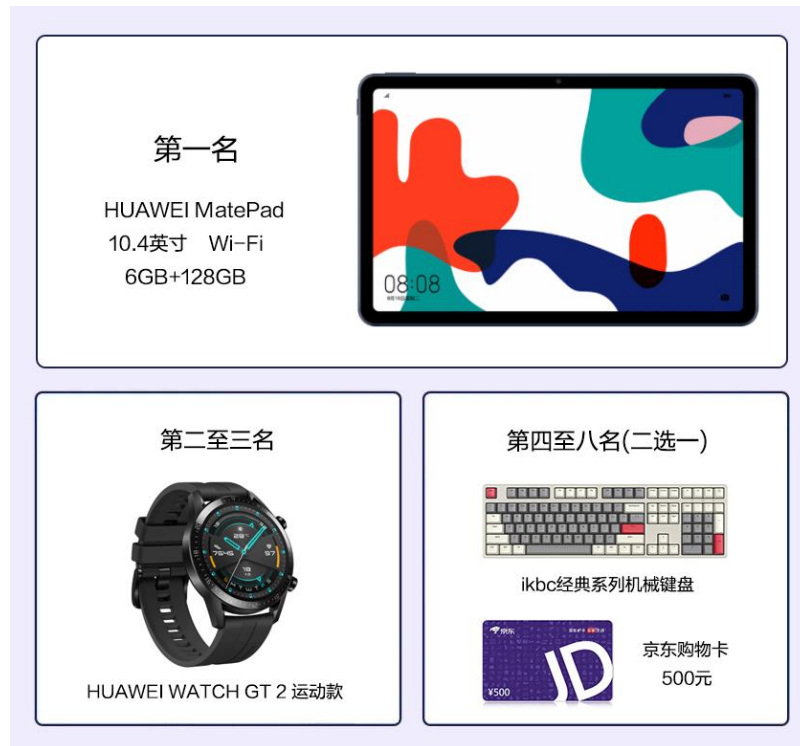 第一名
HUAWEI MatePad
10.4英寸 Wi-Fi
6GB+128GB
08:08
第二至三名
HUAWEI WATCH GT 2 运动款
第四至八名(二选一)
ikbc经典系列机械键盘
京东
JD
¥500
京东购物卡
500元